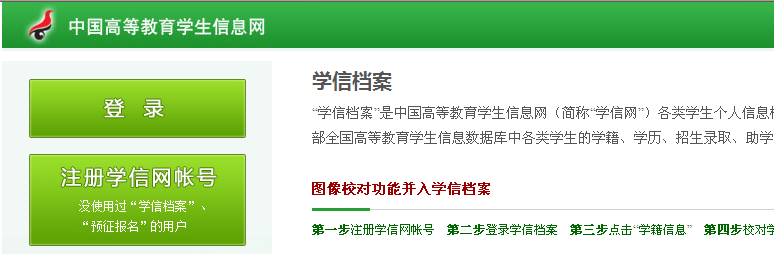 中国高等教育学生信息网
登 录
注册学信网帐号
没使用过“学信档案”、
“预征报名”的用户
学信档案
“学信档案”是中国高等教育学生信息网（简称“学信网”）各类学生个人信息
部全国高等教育学生信息数据库中各类学生的学籍、学历、招生录取、助学
图像校对功能并入学信档案
第一步注册学信网帐号 第二步登录学信档案 第三步点击“学籍信息” 第四步校对